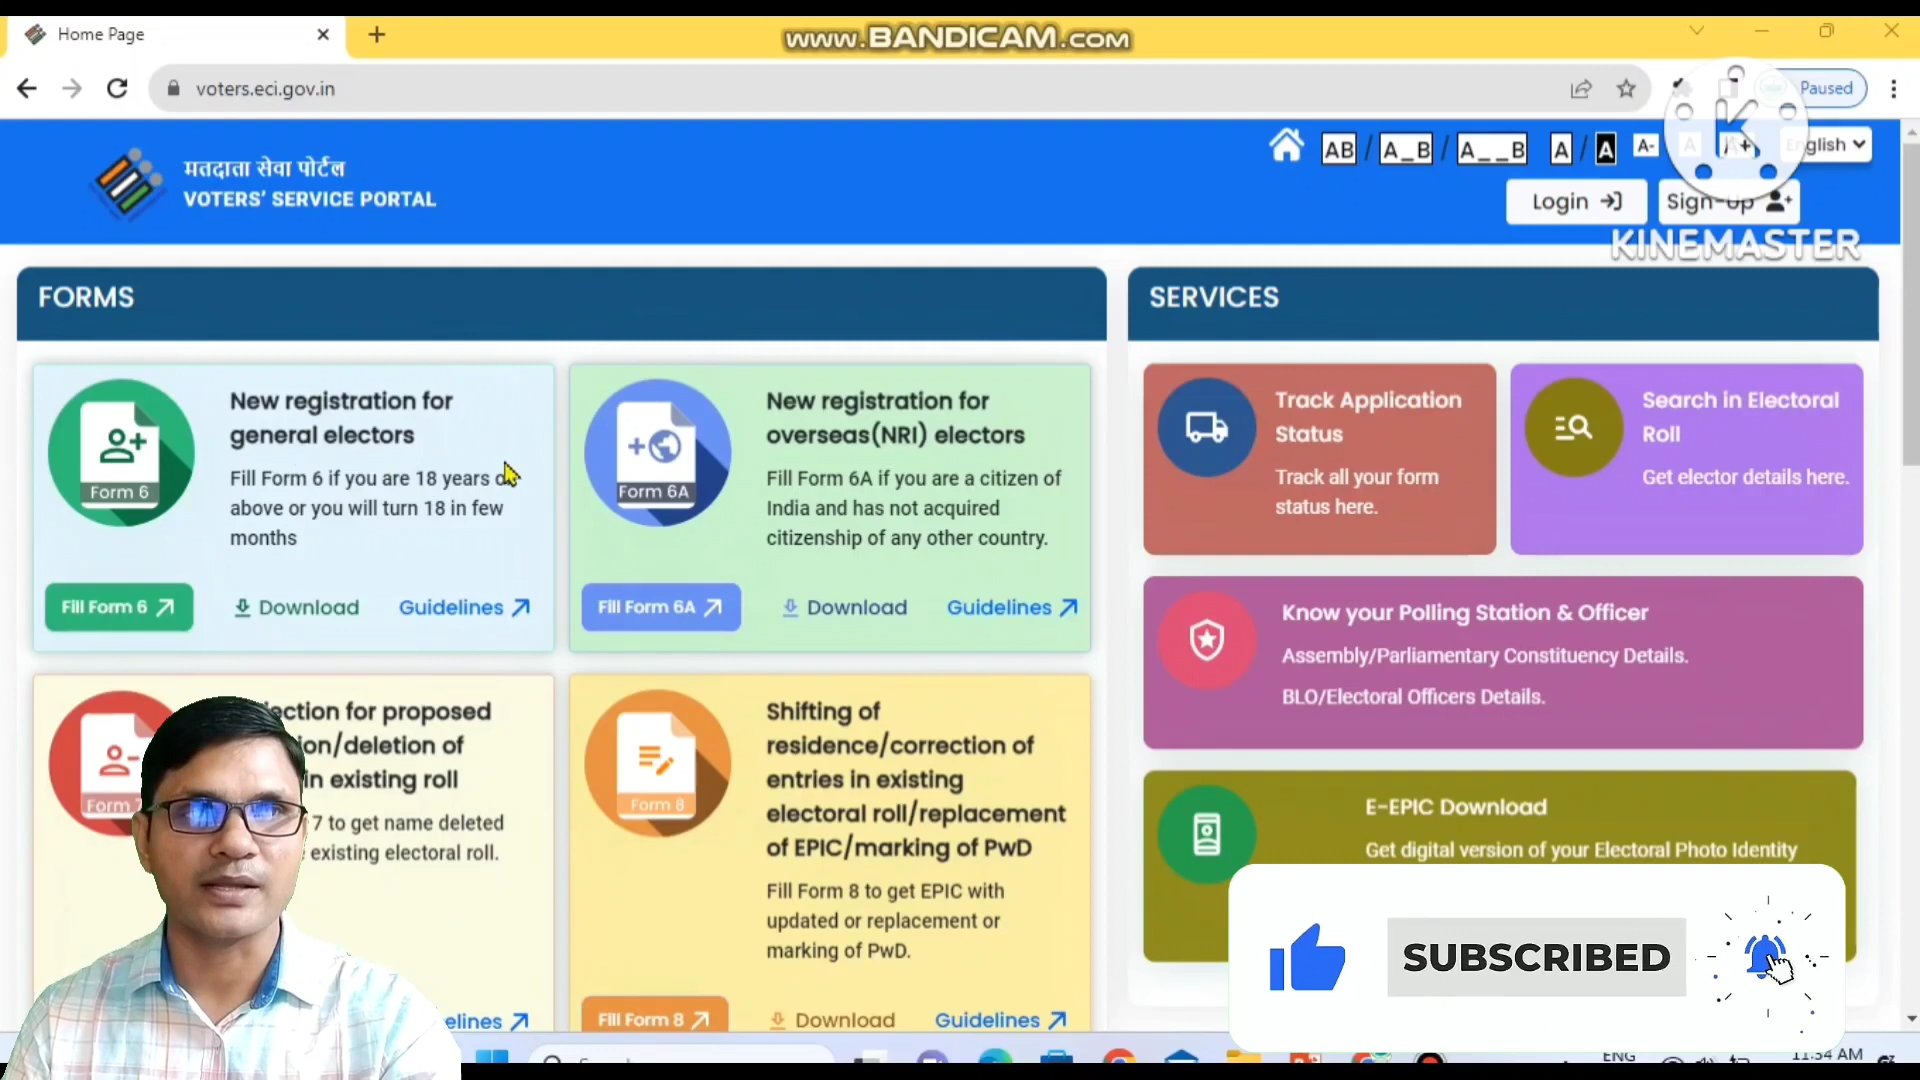 Home Page
www.BANDICAM.com
voters.eci.gov.in
Paused
मतदाता सेवा पोर्टल
VOTERS' SERVICE PORTAL
AB / A_B / A__B A / A A- A A+ English
Login
Sign-Up
KINEMASTER
FORMS
New registration for
general electors
Fill Form 6 if you are 18 years or
above or you will turn 18 in few
months
Form 6
Fill Form 6
Download
Guidelines
New registration for
overseas(NRI) electors
Fill Form 6A if you are a citizen of
India and has not acquired
citizenship of any other country.
Form 6A
Fill Form 6A
Download
Guidelines
ection for proposed
ion/deletion of
in existing roll
7 to get name deleted
existing electoral roll.
Form 7
elines
Shifting of
residence/correction of
entries in existing
electoral roll/replacement
of EPIC/marking of PwD
Fill Form 8 to get EPIC with
updated or replacement or
marking of PwD.
Form 8
Fill Form 8
Download
Guidelines
SERVICES
Track Application
Status
Track all your form
status here.
Search in Electoral
Roll
Get elector details here.
Know your Polling Station & Officer
Assembly/Parliamentary Constituency Details.
BLO/Electoral Officers Details.
E-EPIC Download
Get digital version of your Electoral Photo Identity
SUBSCRIBED
ENG
11:34 AM